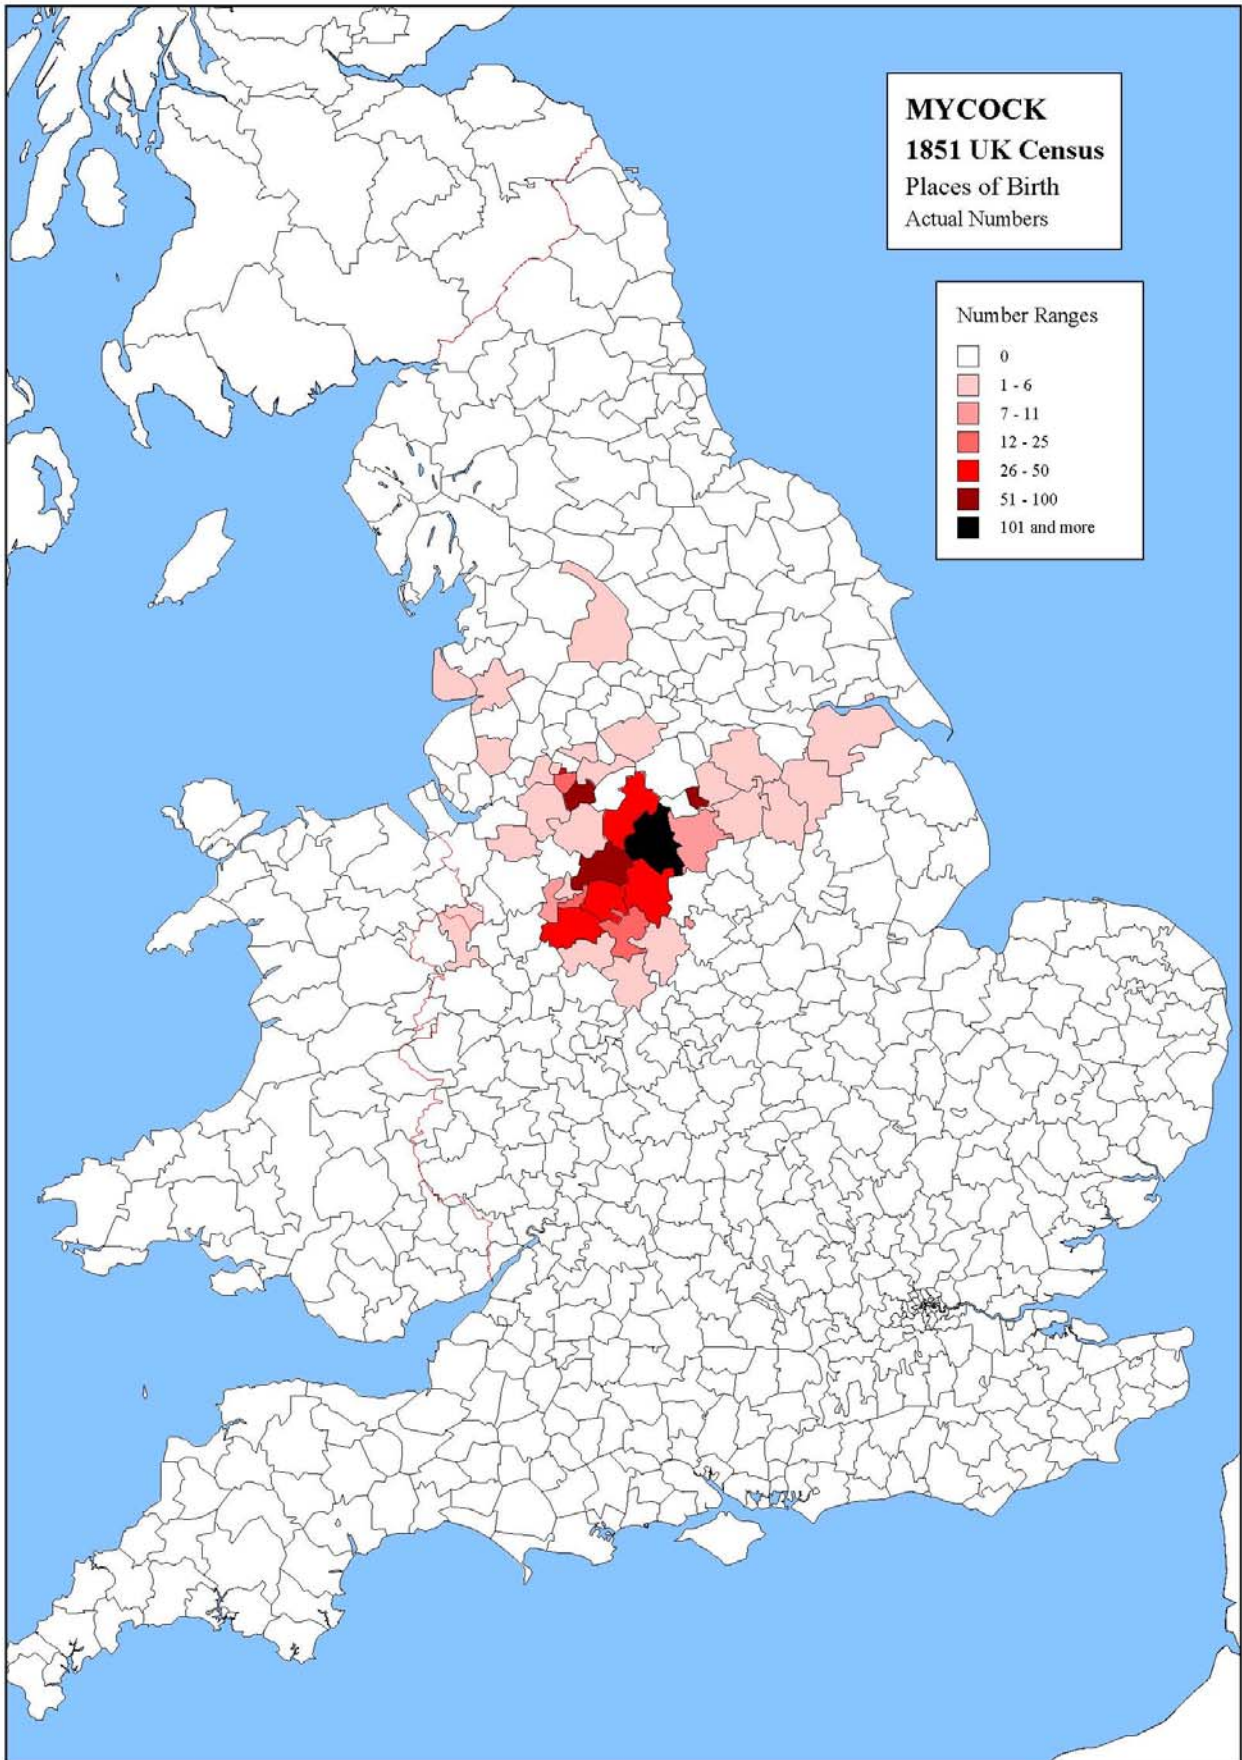 MYCOCK
1851 UK Census
Places of Birth
Actual Numbers
Number Ranges
0
1 - 6
7 - 11
12 - 25
26 - 50
51 - 100
101 and more